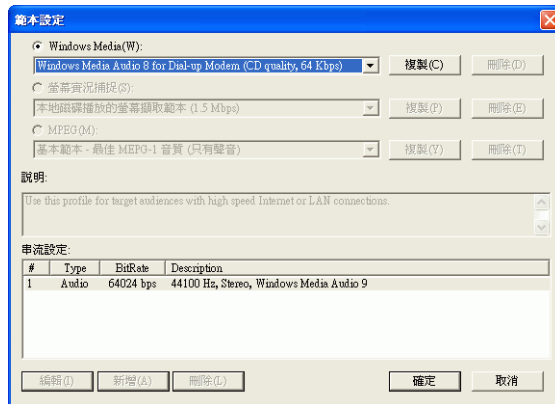 範本設定
Windows Media(W):
Windows Media Audio 8 for Dial-up Modem (CD quality, 64 Kbps) 複製(C) 刪除(D)
螢幕實況捕捉(S):
本地磁碟播放的螢幕擷取範本 (1.5 Mbps) 複製(P) 刪除(E)
MPEG(M):
基本範本 - 最佳 MEPG-1 音質 (只有聲音) 複製(Y) 刪除(T)
說明:
Use this profile for target audiences with high speed Internet or LAN connections.
串流設定:
# Type BitRate Description
1 Audio 64024 bps 44100 Hz, Stereo, Windows Media Audio 9
編輯(I) 新增(A) 刪除(L) 確定 取消